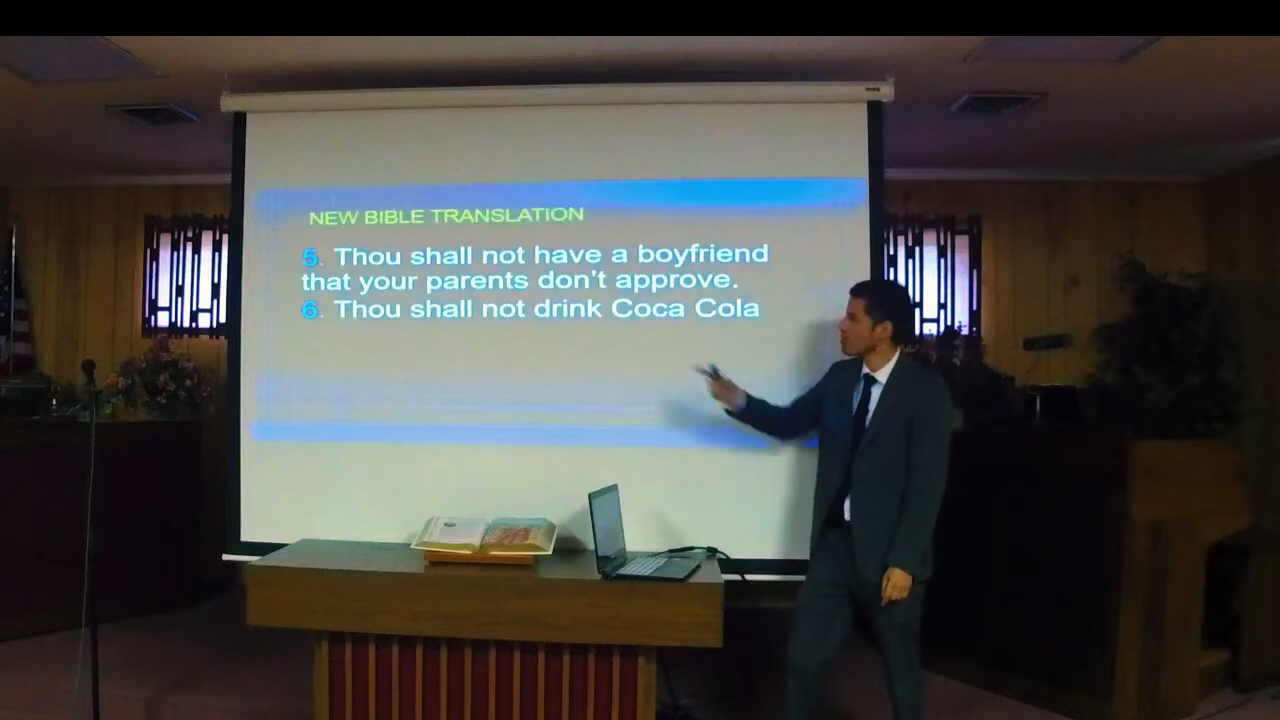 NEW BIBLE TRANSLATION
5. Thou shall not have a boyfriend
that your parents don't approve.
6. Thou shall not drink Coca Cola